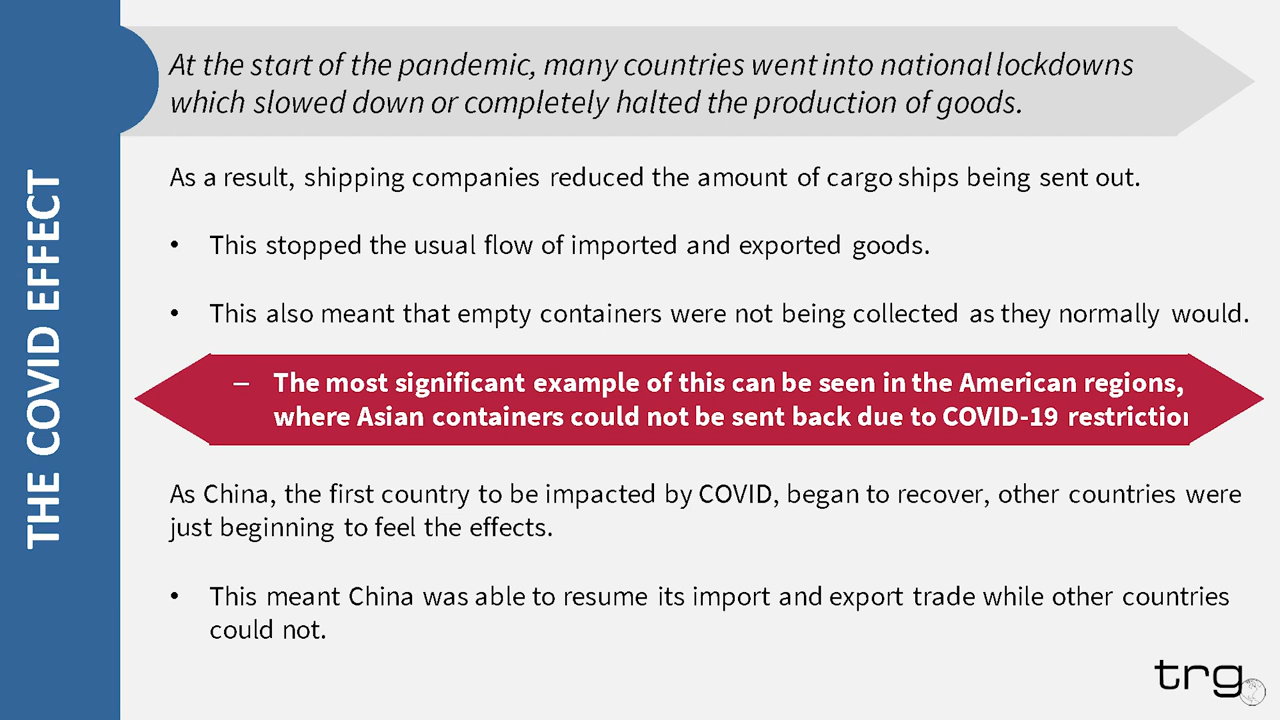 THE COVID EFFECT
At the start of the pandemic, many countries went into national lockdowns
which slowed down or completely halted the production of goods.
As a result, shipping companies reduced the amount of cargo ships being sent out.
• This stopped the usual flow of imported and exported goods.
• This also meant that empty containers were not being collected as they normally would.
– The most significant example of this can be seen in the American regions,
where Asian containers could not be sent back due to COVID-19 restriction
As China, the first country to be impacted by COVID, began to recover, other countries were
just beginning to feel the effects.
• This meant China was able to resume its import and export trade while other countries
could not.
trg